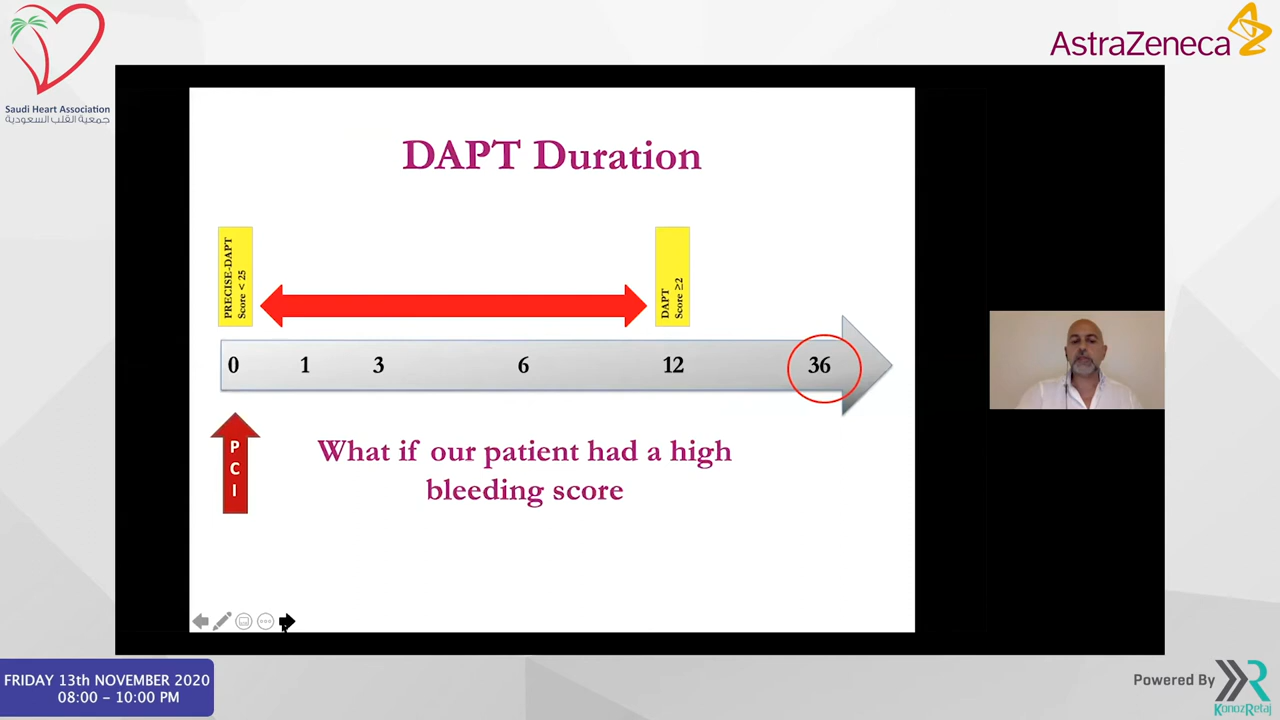 Saudi Heart Association
جمعية القلب السعودية
AstraZeneca
DAPT Duration
PRECISE-DAPT
Score < 25
DAPT
Score ≥2
0 1 3 6 12 36
P
C
I
What if our patient had a high
bleeding score
FRIDAY 13th NOVEMBER 2020
08:00 – 10:00 PM
Powered By
KonozRetaj